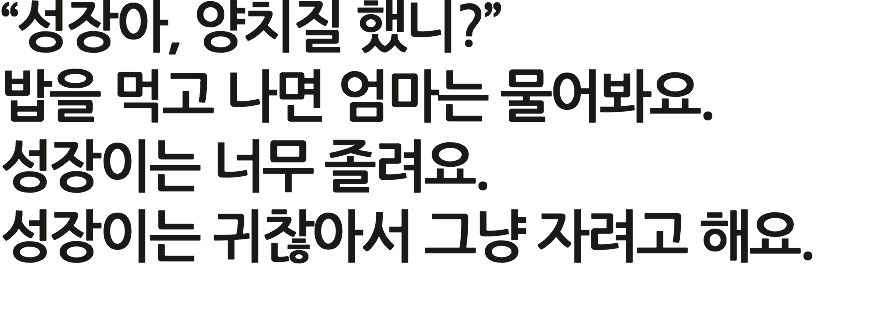 “성장아, 양치질 했니?”
밥을 먹고 나면 엄마는 물어봐요.
성장이는 너무 졸려요.
성장이는 귀찮아서 그냥 자려고 해요.